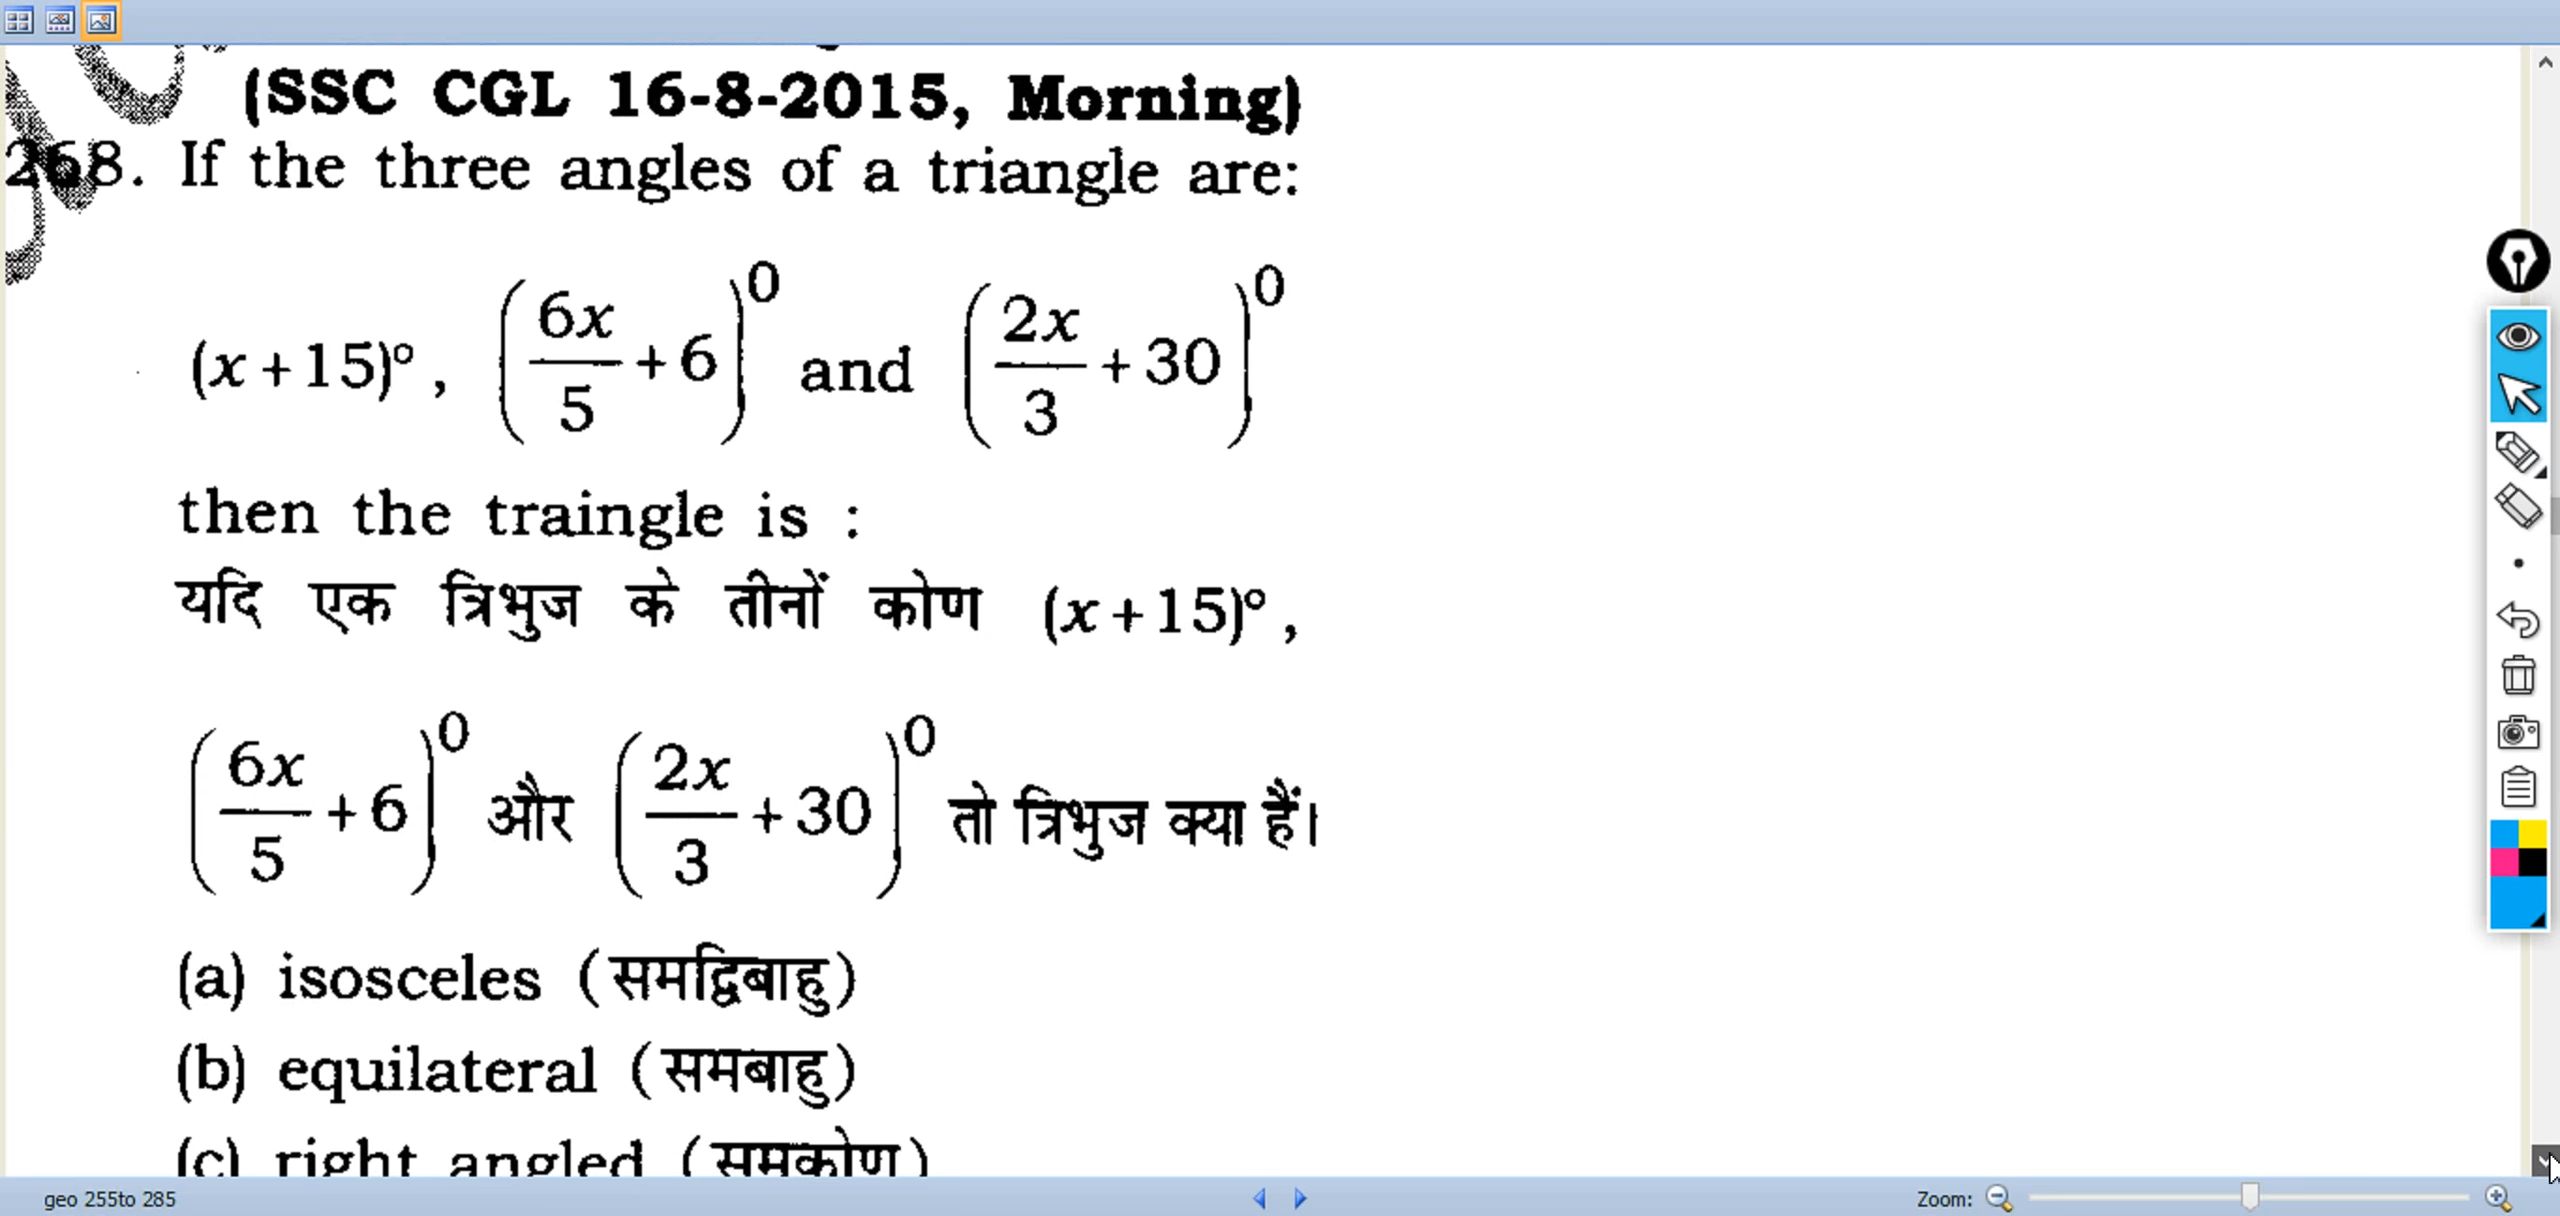 (SSC CGL 16-8-2015, Morning)
268. If the three angles of a triangle are:
(x+15)°, (6x/5 + 6)⁰ and (2x/3 + 30)⁰
then the traingle is :
यदि एक त्रिभुज के तीनों कोण (x+15)°,
(6x/5 + 6)⁰ और (2x/3 + 30)⁰ तो त्रिभुज क्या हैं।
(a) isosceles (समद्विबाहु)
(b) equilateral (समबाहु)
(c) right angled (समकोण)
geo 255to 285
Zoom: